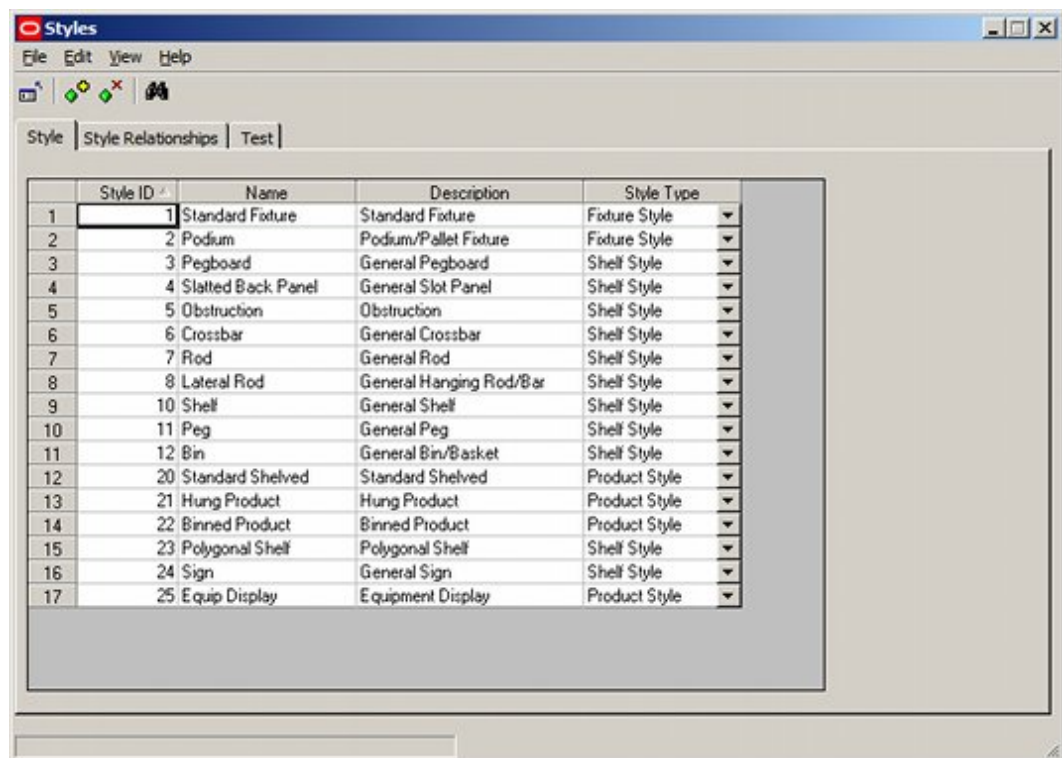 Styles
File Edit View Help
Style Style Relationships Test
Style ID Name Description Style Type
1 1 Standard Fixture Standard Fixture Fixture Style
2 2 Podium Podium/Pallet Fixture Fixture Style
3 3 Pegboard General Pegboard Shelf Style
4 4 Slatted Back Panel General Slot Panel Shelf Style
5 5 Obstruction Obstruction Shelf Style
6 6 Crossbar General Crossbar Shelf Style
7 7 Rod General Rod Shelf Style
8 8 Lateral Rod General Hanging Rod/Bar Shelf Style
9 10 Shelf General Shelf Shelf Style
10 11 Peg General Peg Shelf Style
11 12 Bin General Bin/Basket Shelf Style
12 20 Standard Shelved Standard Shelved Product Style
13 21 Hung Product Hung Product Product Style
14 22 Binned Product Binned Product Product Style
15 23 Polygonal Shelf Polygonal Shelf Shelf Style
16 24 Sign General Sign Shelf Style
17 25 Equip Display Equipment Display Product Style